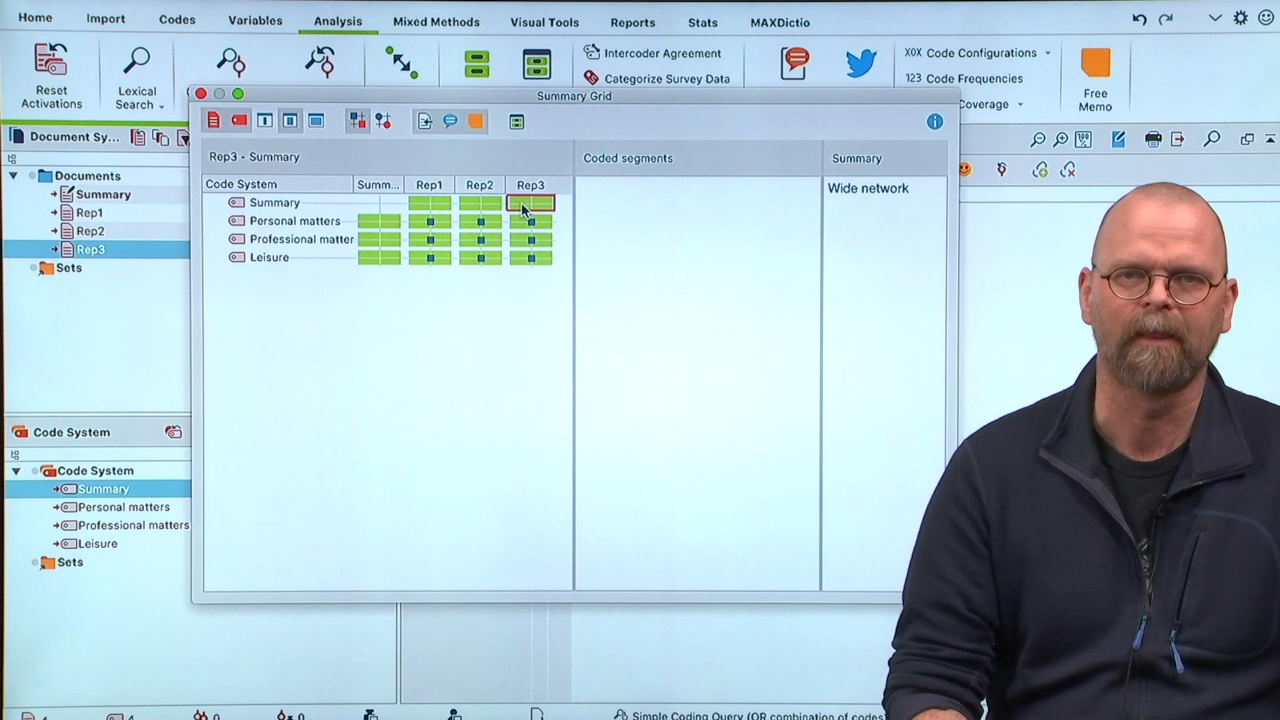 Home Import Codes Variables Analysis Mixed Methods Visual Tools Reports Stats MAXDictio
Reset Activations
Lexical Search
Intercoder Agreement
Categorize Survey Data
XOX Code Configurations
123 Code Frequencies
Coverage
Free Memo
Summary Grid
Document Sy...
100 %
Rep3 - Summary
Coded segments
Summary
Documents
Summary
Rep1
Rep2
Rep3
Sets
Code System Summ... Rep1 Rep2 Rep3
Summary
Personal matters
Professional matter
Leisure
Wide network
Code System
Code System
Summary
Personal matters
Professional matters
Leisure
Sets
Simple Coding Query (OR combination of codes)